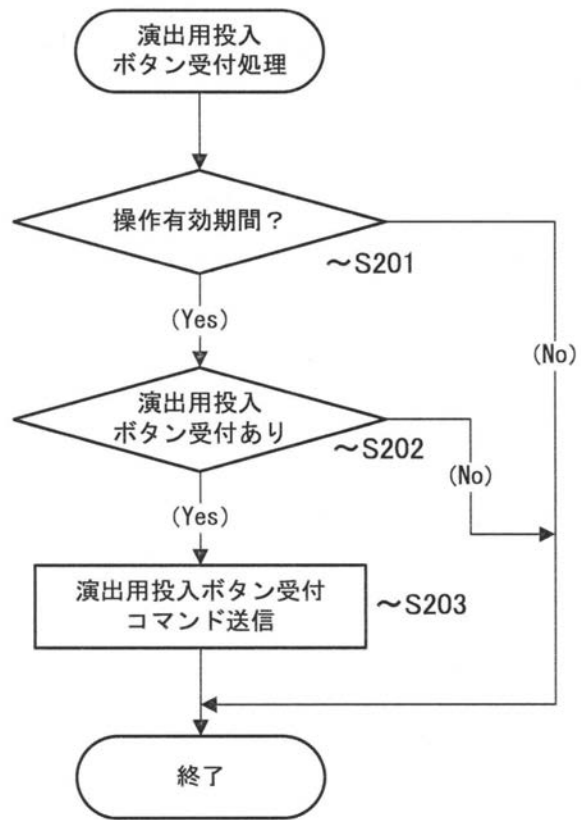 演出用投入
ボタン受付処理
操作有効期間？
～S201
(Yes)
(No)
演出用投入
ボタン受付あり
～S202
(No)
(Yes)
演出用投入ボタン受付
コマンド送信
～S203
終了